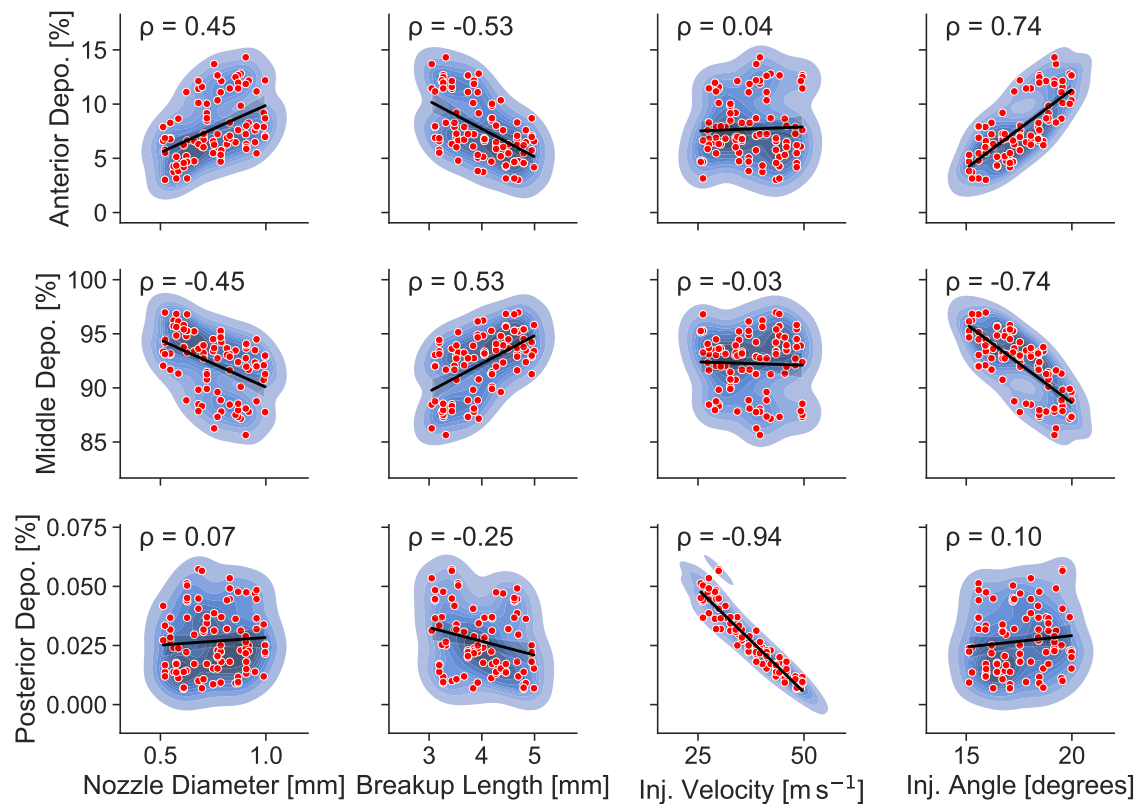 ρ = 0.45
ρ = -0.53
ρ = 0.04
ρ = 0.74
Anterior Depo. [%]
15
10
5
0
ρ = -0.45
ρ = 0.53
ρ = -0.03
ρ = -0.74
Middle Depo. [%]
100
95
90
85
ρ = 0.07
ρ = -0.25
ρ = -0.94
ρ = 0.10
Posterior Depo. [%]
0.075
0.050
0.025
0.000
0.5 1.0 3 4 5 25 50 15 20
Nozzle Diameter [mm] Breakup Length [mm] Inj. Velocity [m s⁻¹] Inj. Angle [degrees]